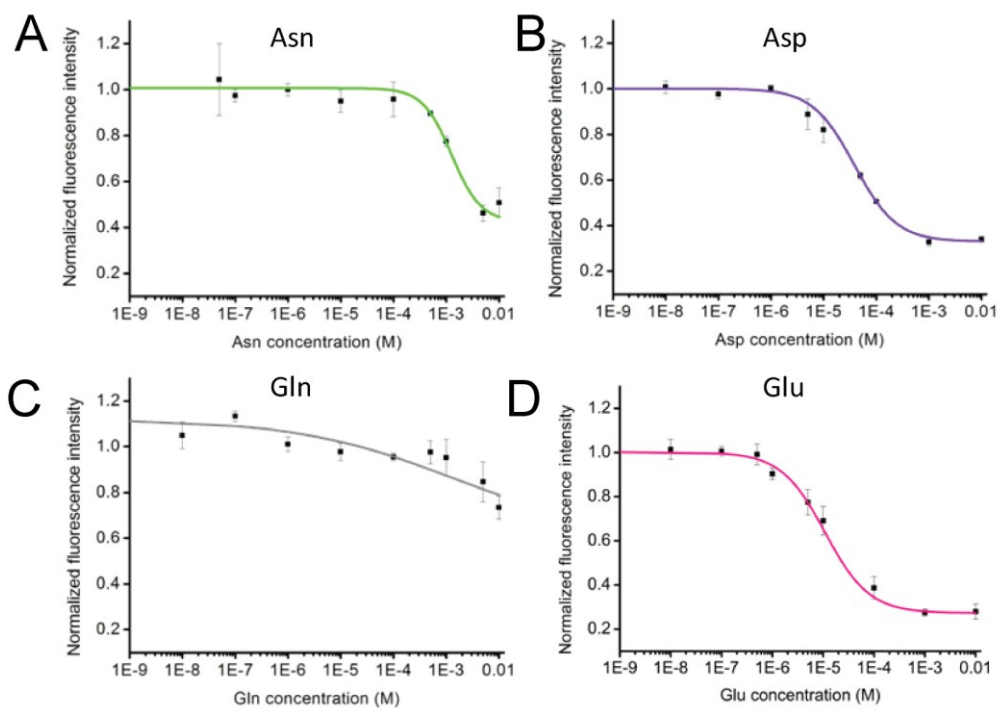 A
Asn
Normalized fluorescence intensity
1.2
1.0
0.8
0.6
0.4
0.2
1E-9 1E-8 1E-7 1E-6 1E-5 1E-4 1E-3 0.01
Asn concentration (M)
B
Asp
Normalized fluorescence intensity
1.2
1.0
0.8
0.6
0.4
0.2
1E-9 1E-8 1E-7 1E-6 1E-5 1E-4 1E-3 0.01
Asp concentration (M)
C
Gln
Normalized fluorescence intensity
1.2
1.0
0.8
0.6
0.4
0.2
1E-9 1E-8 1E-7 1E-6 1E-5 1E-4 1E-3 0.01
Gln concentration (M)
D
Glu
Normalized fluorescence intensity
1.2
1.0
0.8
0.6
0.4
0.2
1E-9 1E-8 1E-7 1E-6 1E-5 1E-4 1E-3 0.01
Glu concentration (M)